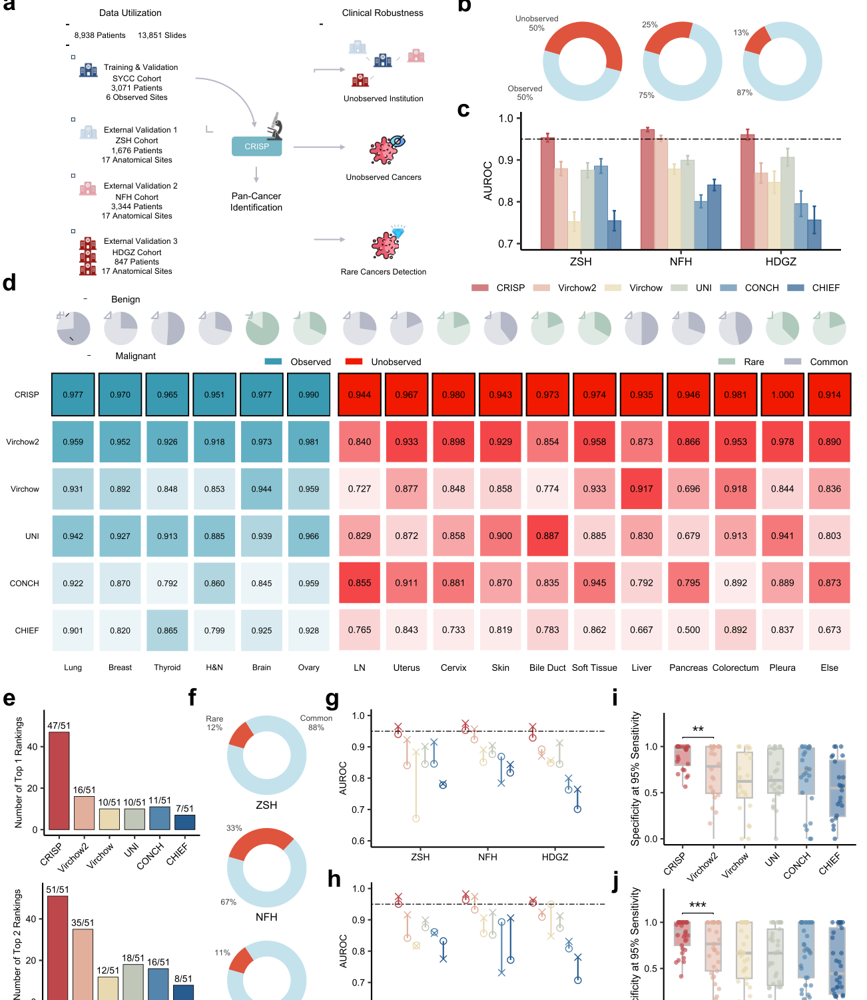 a
Data Utilization
Clinical Robustness
8,938 Patients 13,851 Slides
Training & Validation
SYCC Cohort
3,071 Patients
6 Observed Sites
External Validation 1
ZSH Cohort
1,676 Patients
17 Anatomical Sites
External Validation 2
NFH Cohort
3,344 Patients
17 Anatomical Sites
External Validation 3
HDGZ Cohort
847 Patients
17 Anatomical Sites
CRISP
Pan-Cancer
Identification
Unobserved Institution
Unobserved Cancers
Rare Cancers Detection
b
Unobserved
50%
Observed
50%
25%
75%
13%
87%
c
AUROC
1.0
0.9
0.8
0.7
ZSH NFH HDGZ
CRISP Virchow2 Virchow UNI CONCH CHIEF
d
Benign
Malignant
Observed Unobserved
Rare Common
CRISP 0.977 0.970 0.965 0.951 0.977 0.990 0.944 0.967 0.980 0.943 0.973 0.974 0.935 0.946 0.981 1.000 0.914
Virchow2 0.959 0.952 0.926 0.918 0.973 0.981 0.840 0.933 0.898 0.929 0.854 0.958 0.873 0.866 0.953 0.978 0.890
Virchow 0.931 0.892 0.848 0.853 0.944 0.959 0.727 0.877 0.848 0.858 0.774 0.933 0.917 0.696 0.918 0.844 0.836
UNI 0.942 0.927 0.913 0.885 0.939 0.966 0.829 0.872 0.858 0.900 0.887 0.885 0.830 0.679 0.913 0.941 0.803
CONCH 0.922 0.870 0.792 0.860 0.845 0.959 0.855 0.911 0.881 0.870 0.835 0.945 0.792 0.795 0.892 0.889 0.873
CHIEF 0.901 0.820 0.865 0.799 0.925 0.928 0.765 0.843 0.733 0.819 0.783 0.862 0.667 0.500 0.892 0.837 0.673
Lung Breast Thyroid H&N Brain Ovary LN Uterus Cervix Skin Bile Duct Soft Tissue Liver Pancreas Colorectum Pleura Else
e
Number of Top 1 Rankings
40
20
0
47/51
16/51
10/51
10/51
11/51
7/51
CRISP
Virchow2
Virchow
UNI
CONCH
CHIEF
Number of Top 2 Rankings
40
20
51/51
35/51
12/51
18/51
16/51
8/51
f
Rare
12%
Common
88%
ZSH
33%
67%
NFH
11%
g
AUROC
1.0
0.9
0.8
0.7
0.6
ZSH NFH HDGZ
h
AUROC
1.0
0.9
0.8
0.7
i
Specificity at 95% Sensitivity
1.0
0.5
0.0
**
CRISP
Virchow2
Virchow
UNI
CONCH
CHIEF
j
ificity at 95% Sensitivity
1.0
0.5
***